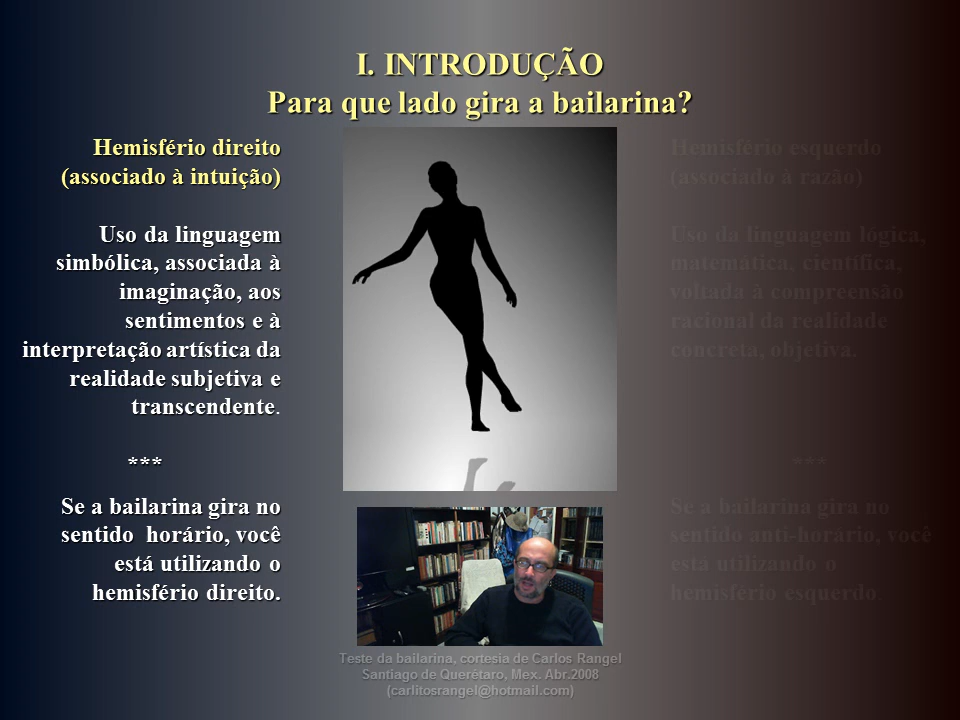 I. INTRODUÇÃO
Para que lado gira a bailarina?
Hemisfério direito
(associado à intuição)
Uso da linguagem
simbólica, associada à
imaginação, aos
sentimentos e à
interpretação artística da
realidade subjetiva e
transcendente.
***
Se a bailarina gira no
sentido horário, você
está utilizando o
hemisfério direito.
Hemisfério esquerdo
(associado à razão)
Uso da linguagem lógica,
matemática, científica,
voltada à compreensão
racional da realidade
concreta, objetiva.
***
Se a bailarina gira no
sentido anti-horário, você
está utilizando o
hemisfério esquerdo.
Teste da bailarina, cortesia de Carlos Rangel
Santiago de Querêtaro, Mex. Abr.2008
(carlitosrangel@hotmail.com)